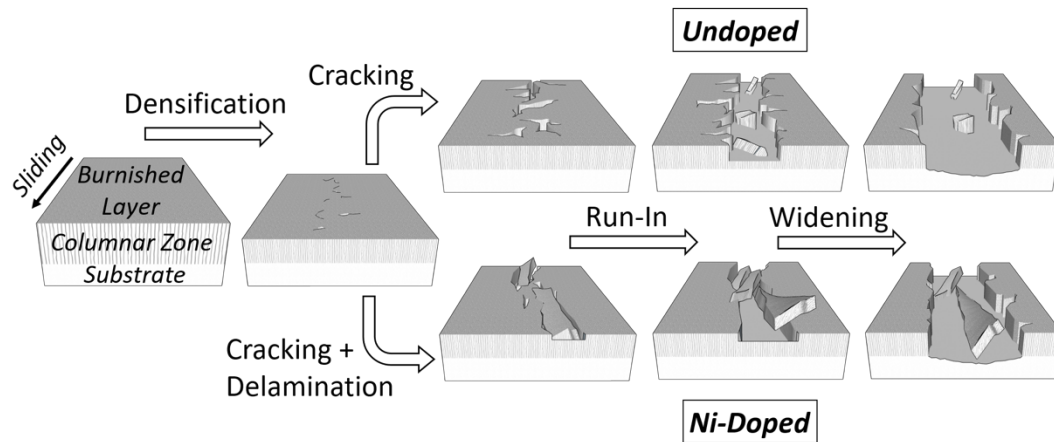 Undoped
Cracking
Densification
Sliding
Burnished
Layer
Columnar Zone
Substrate
Run-In
Widening
Cracking +
Delamination
Ni-Doped